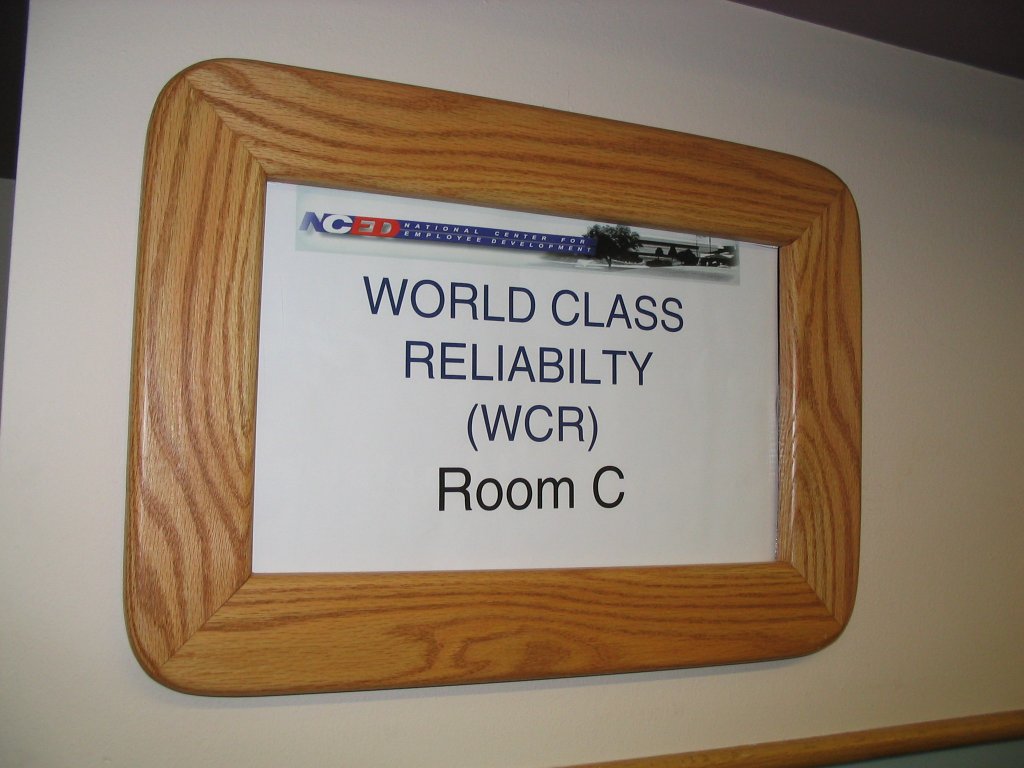 NCED NATIONAL CENTER FOR
EMPLOYEE DEVELOPMENT
WORLD CLASS
RELIABILTY
(WCR)
Room C